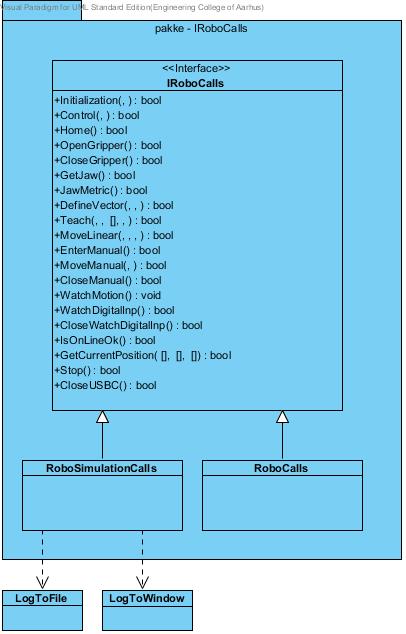 Visual Paradigm for UML Standard Edition(Engineering College of Aarhus)
pakke - IRoboCalls
<<Interface>>
IRoboCalls
+Initialization(, ) : bool
+Control(, ) : bool
+Home() : bool
+OpenGripper() : bool
+CloseGripper() : bool
+GetJaw() : bool
+JawMetric() : bool
+DefineVector(, , ) : bool
+Teach(, , [], , ) : bool
+MoveLinear(, , , ) : bool
+EnterManual() : bool
+MoveManual(, ) : bool
+CloseManual() : bool
+WatchMotion() : void
+WatchDigitalInp() : bool
+CloseWatchDigitalInp() : bool
+IsOnLineOk() : bool
+GetCurrentPosition( [], [], []) : bool
+Stop() : bool
+CloseUSBC() : bool
RoboSimulationCalls
RoboCalls
LogToFile
LogToWindow